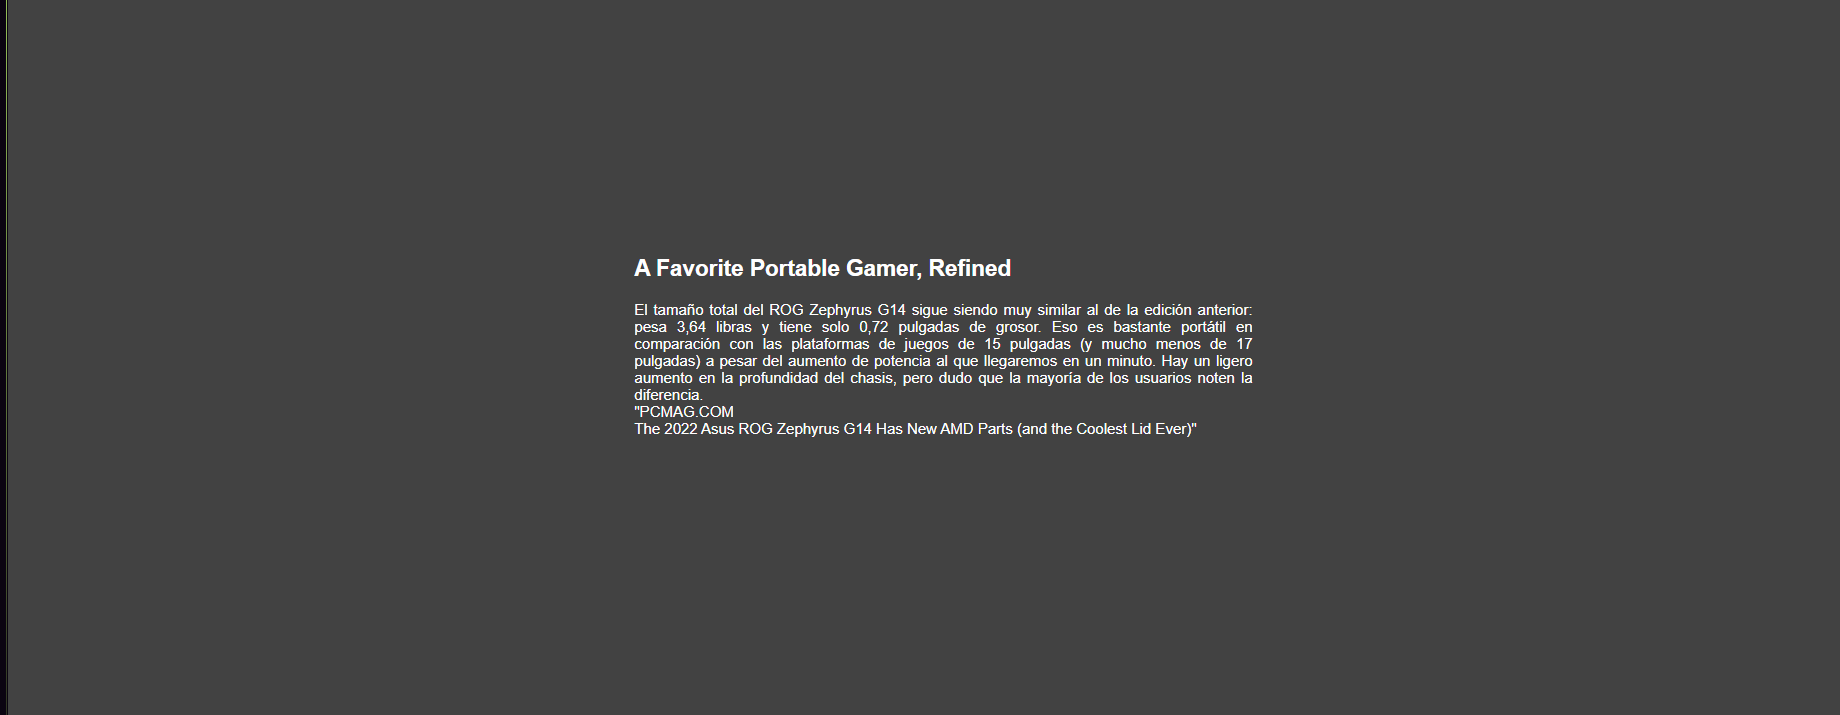 A Favorite Portable Gamer, Refined
El tamaño total del ROG Zephyrus G14 sigue siendo muy similar al de la edición anterior:
pesa 3,64 libras y tiene solo 0,72 pulgadas de grosor. Eso es bastante portátil en
comparación con las plataformas de juegos de 15 pulgadas (y mucho menos de 17
pulgadas) a pesar del aumento de potencia al que llegaremos en un minuto. Hay un ligero
aumento en la profundidad del chasis, pero dudo que la mayoría de los usuarios noten la
diferencia.
"PCMAG.COM
The 2022 Asus ROG Zephyrus G14 Has New AMD Parts (and the Coolest Lid Ever)"